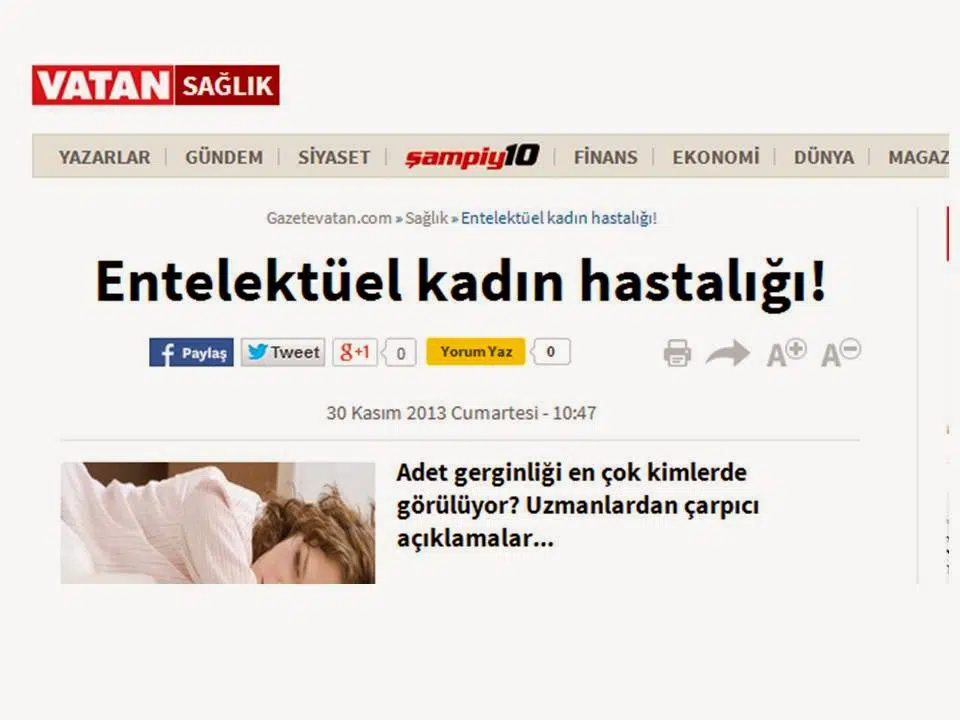 VATAN SAĞLIK
YAZARLAR GÜNDEM SİYASET şampiy10 FİNANS EKONOMİ DÜNYA MAGAZ
Gazetevatan.com » Sağlık » Entelektüel kadın hastalığı!
Entelektüel kadın hastalığı!
f Paylaş Tweet g+1 0 Yorum Yaz 0 A+ A-
30 Kasım 2013 Cumartesi - 10:47
Adet gerginliği en çok kimlerde
görülüyor? Uzmanlardan çarpıcı
açıklamalar...